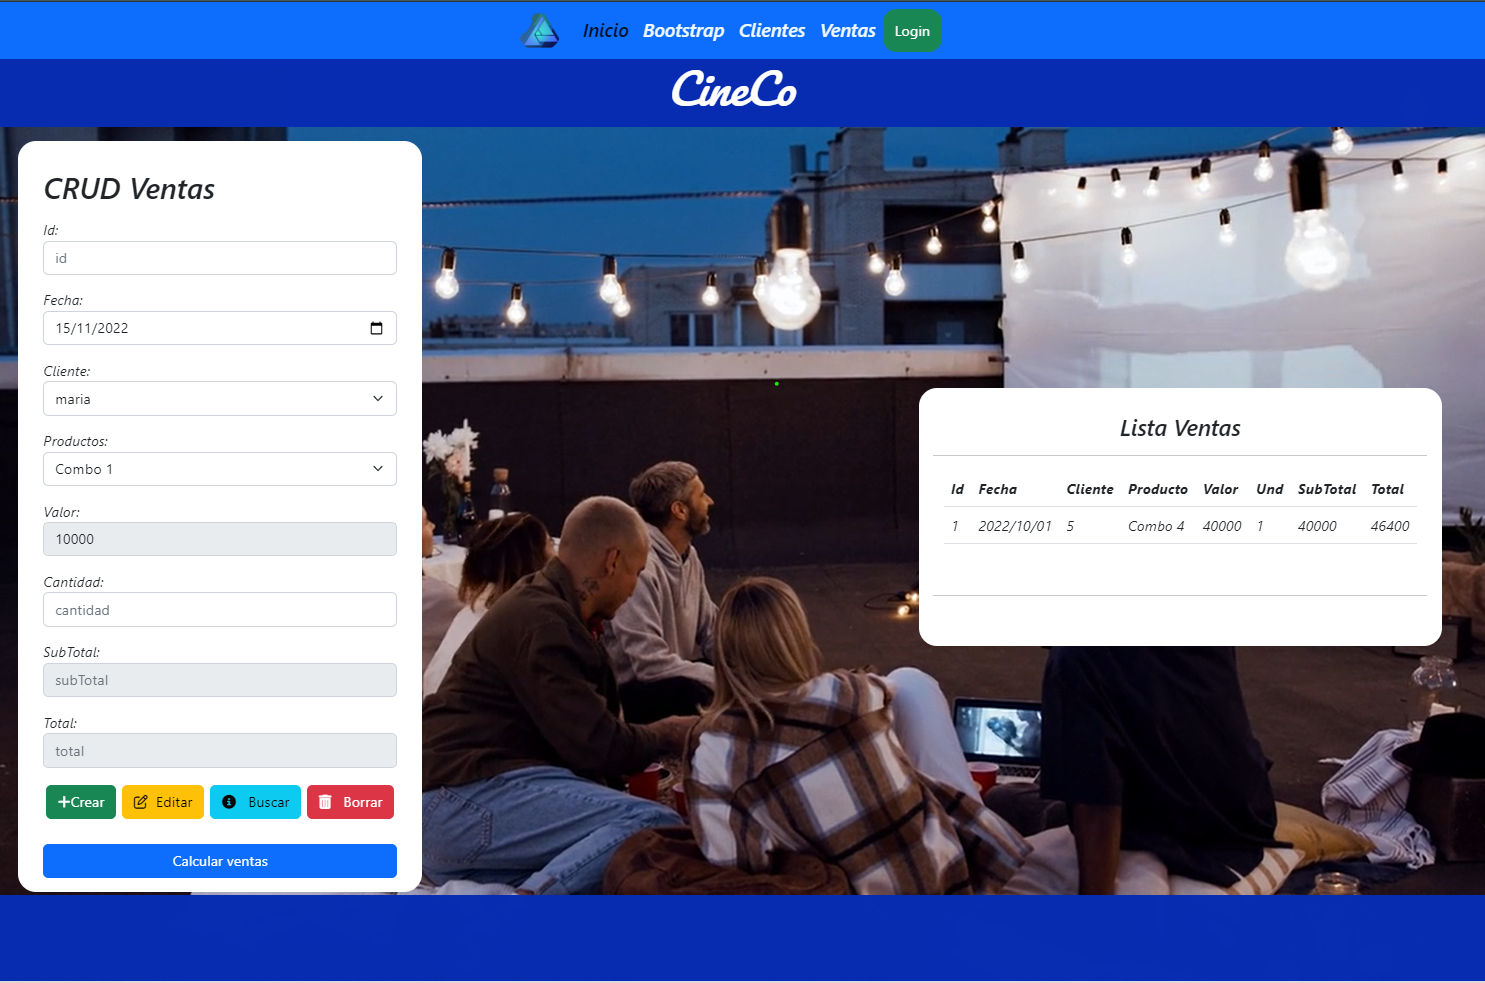 Inicio Bootstrap Clientes Ventas Login
CineCo
CRUD Ventas
Id:
id
Fecha:
15/11/2022
Cliente:
maria
Productos:
Combo 1
Valor:
10000
Cantidad:
cantidad
SubTotal:
subTotal
Total:
total
Crear Editar Buscar Borrar
Calcular ventas
Lista Ventas
Id Fecha Cliente Producto Valor Und SubTotal Total
1 2022/10/01 5 Combo 4 40000 1 40000 46400